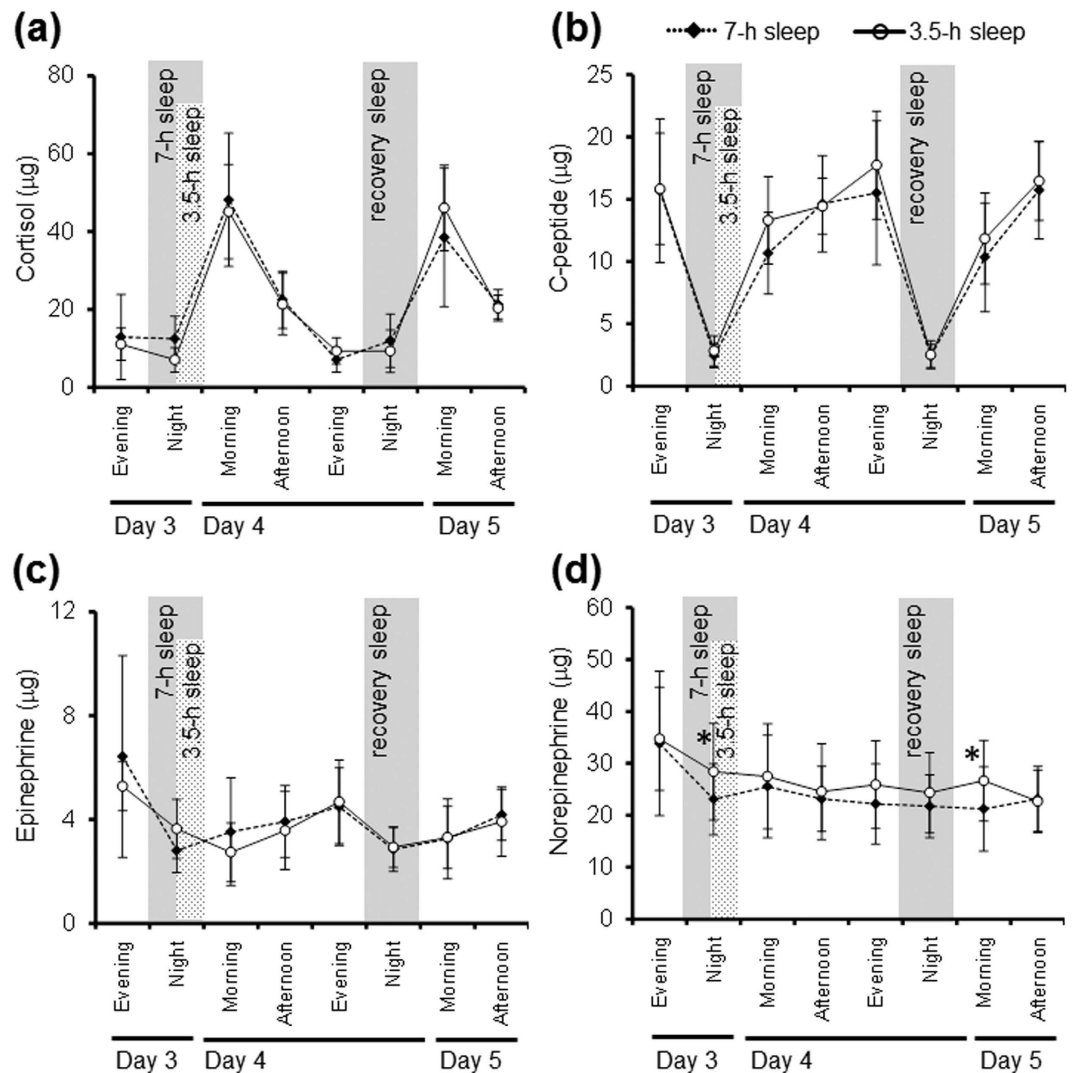 (a)
80
60
40
20
0
Cortisol (μg)
7-h sleep
3.5-h sleep
recovery sleep
Evening
Night
Morning
Afternoon
Evening
Night
Morning
Afternoon
Day 3
Day 4
Day 5
(b)
7-h sleep
3.5-h sleep
25
20
15
10
5
0
C-peptide (μg)
7-h sleep
3.5-h sleep
recovery sleep
Evening
Night
Morning
Afternoon
Evening
Night
Morning
Afternoon
Day 3
Day 4
Day 5
(c)
12
8
4
0
Epinephrine (μg)
7-h sleep
3.5-h sleep
recovery sleep
Evening
Night
Morning
Afternoon
Evening
Night
Morning
Afternoon
Day 3
Day 4
Day 5
(d)
60
50
40
30
20
10
0
Norepinephrine (μg)
7-h sleep
3.5-h sleep
recovery sleep
*
*
Evening
Night
Morning
Afternoon
Evening
Night
Morning
Afternoon
Day 3
Day 4
Day 5